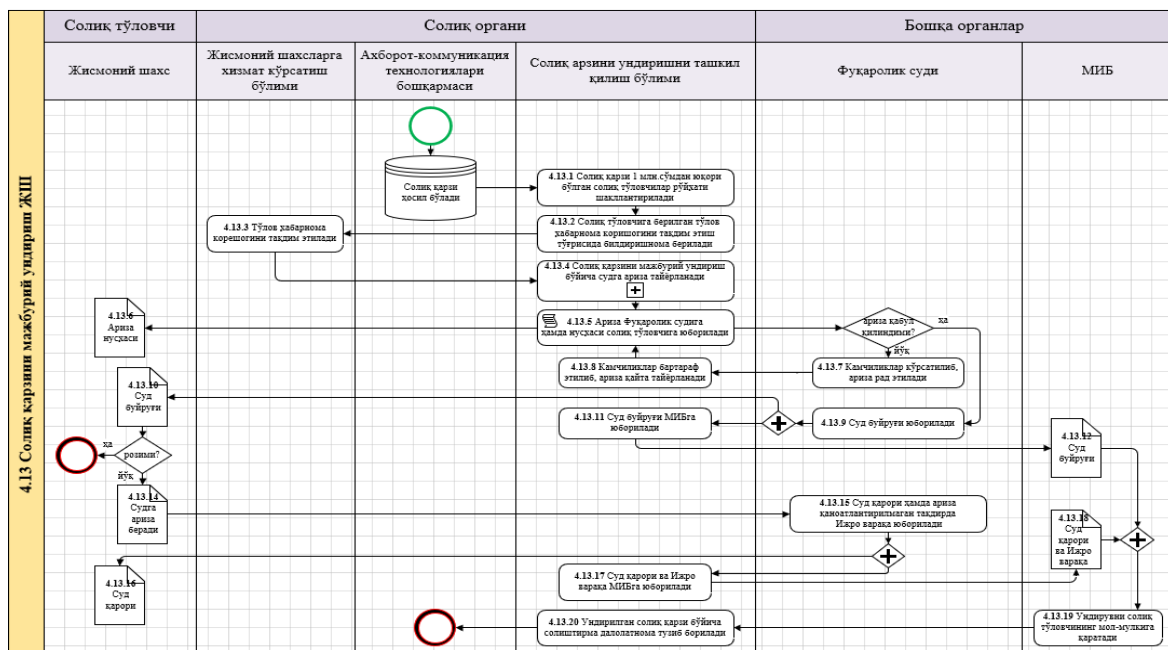 Солиқ тўловчи
Солиқ органи
Бошқа органлар
Жисмоний шахс
Жисмоний шахсларга
хизмат кўрсатиш
бўлими
Ахборот-коммуникация
технологиялари
бошқармаси
Солиқ арзини ундиришни ташкил
қилиш бўлими
Фуқаролик суди
МИБ
4.13 Солиқ қарзини мажбурий ундириш ЖШ
Солиқ қарзи
ҳосил бўлади
4.13.1 Солиқ қарзи 1 млн.сўмдан юқори
бўлган солиқ тўловчилар рўйҳати
шакллантирилади
4.13.2 Солиқ тўловчига берилган тўлов
ҳабарнома коришогини тақдим этиш
тўғрисида билдиришнома берилади
4.13.3 Тўлов ҳабарнома
корешогини тақдим этилади
4.13.4 Солиқ қарзини мажбурий ундириш
бўйича судга ариза тайёрланади
4.13.5 Ариза Фуқаролик судига
ҳамда нусҳаси солиқ тўловчига юборилади
4.13.6
Ариза
нусҳаси
ариза қабул
қилиндими?
ҳа
йўқ
4.13.8 Камчиликлар бартараф
этилиб, ариза қайта тайёрланади
4.13.7 Камчиликлар кўрсатилиб,
ариза рад этилади
4.13.10
Суд
буйруғи
4.13.11 Суд буйруғи МИБга
юборилади
4.13.9 Суд буйруғи юборилади
4.13.12
Суд
буйруғи
ҳа
розими?
йўқ
4.13.14
Судга
ариза
беради
4.13.15 Суд қарори ҳамда ариза
қаноатлантирилмаган тақдирда
Ижро варақа юборилади
4.13.18
Суд
қарори
ва Ижро
варақа
4.13.16
Суд
қарори
4.13.17 Суд қарори ва Ижро
варақа МИБга юборилади
4.13.20 Ундирилган солиқ қарзи бўйича
солиштирма далолатнома тузиб борилади
4.13.19 Ундирувни солиқ
тўловчининг мол-мулкига
қаратади